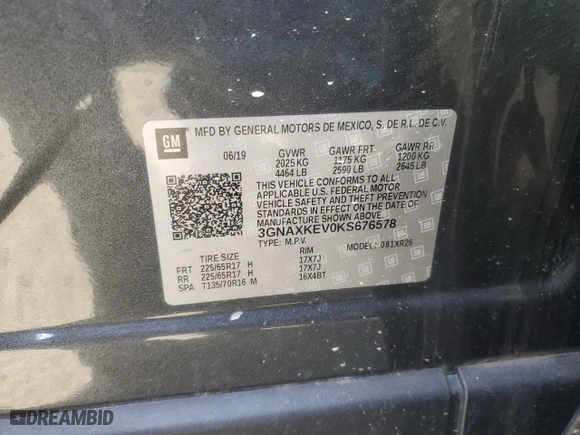 GM
MFD BY GENERAL MOTORS DE MEXICO, S. DE R.L. DE C.V.
06/19 GVWR GAWR FRT GAWR RR
2025 KG 1175 KG 1200 KG
4464 LB 2590 LB 2645 LB
THIS VEHICLE CONFORMS TO ALL
APPLICABLE U.S. FEDERAL MOTOR
VEHICLE SAFETY AND THEFT PREVENTION
STANDARDS IN EFFECT ON THE DATE OF
MANUFACTURE SHOWN ABOVE.
3GNAXKEV0KS676578
TYPE: M.P.V. MODEL: 081XR26
TIRE SIZE RIM
FRT 225/65R17 H 17X7J
RR 225/65R17 H 17X7J
SPA T135/70R16 M 16X4BT
DREAMBID